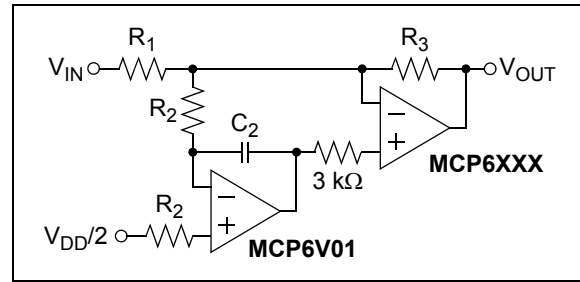 R1
R3
VIN
VOUT
R2
C2
3 kΩ
MCP6XXX
R2
VDD/2
MCP6V01